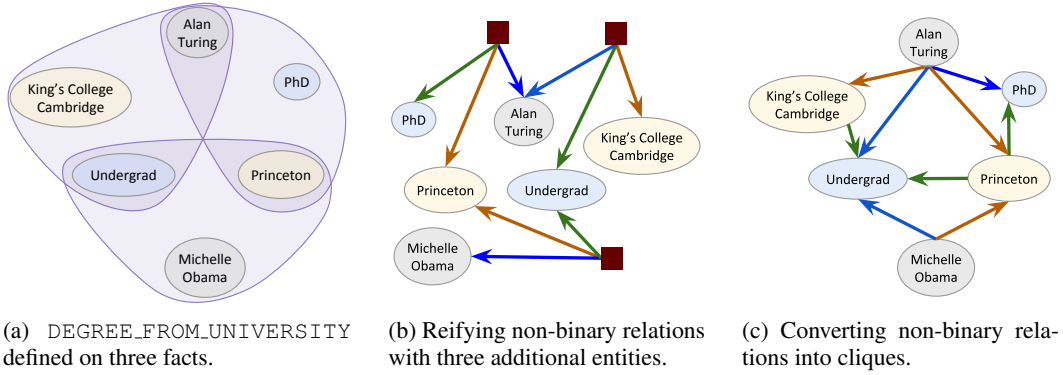 Alan
Turing
King's College
Cambridge
PhD
Undergrad
Princeton
Michelle
Obama
(a) DEGREE_FROM_UNIVERSITY
defined on three facts.
PhD
Alan
Turing
King's College
Cambridge
Princeton
Undergrad
Michelle
Obama
(b) Reifying non-binary relations
with three additional entities.
Alan
Turing
King's College
Cambridge
PhD
Undergrad
Princeton
Michelle
Obama
(c) Converting non-binary rela-
tions into cliques.